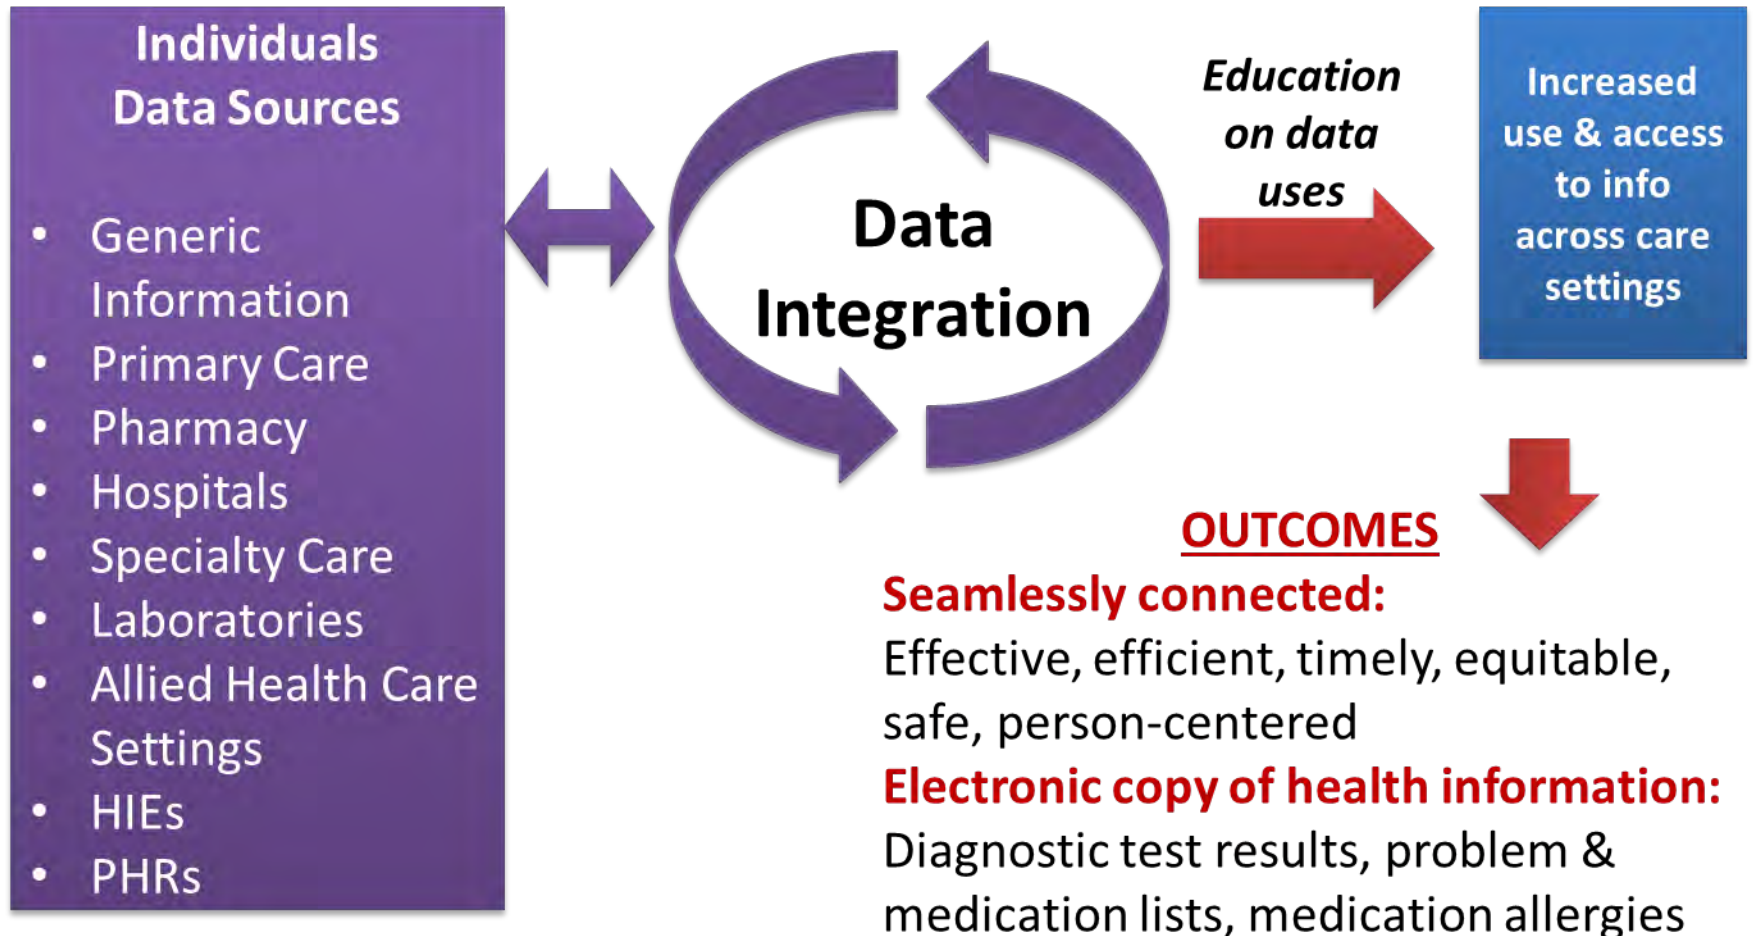 Individuals
Data Sources
• Generic
Information
• Primary Care
• Pharmacy
• Hospitals
• Specialty Care
• Laboratories
• Allied Health Care
Settings
• HIEs
• PHRs
Data
Integration
Education
on data
uses
Increased
use & access
to info
across care
settings
OUTCOMES
Seamlessly connected:
Effective, efficient, timely, equitable,
safe, person-centered
Electronic copy of health information:
Diagnostic test results, problem &
medication lists, medication allergies